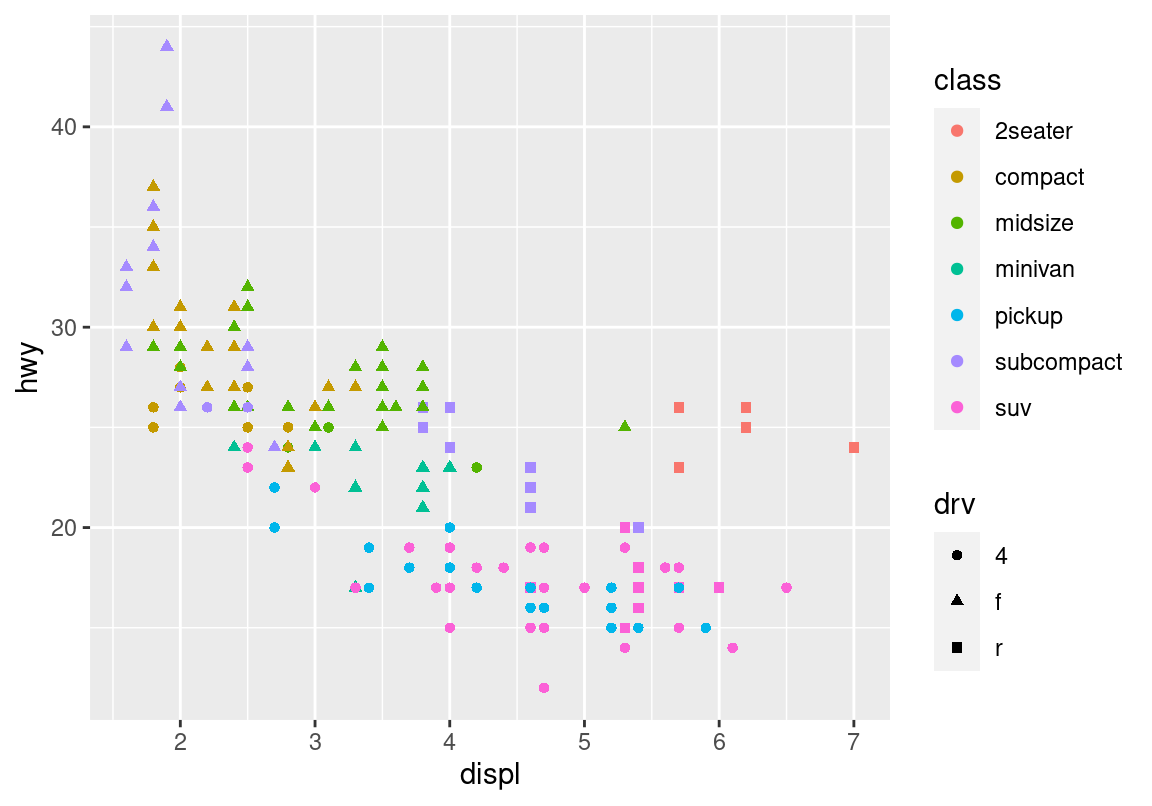 40
30
20
hwy
2 3 4 5 6 7
displ
class
2seater
compact
midsize
minivan
pickup
subcompact
suv
drv
4
f
r